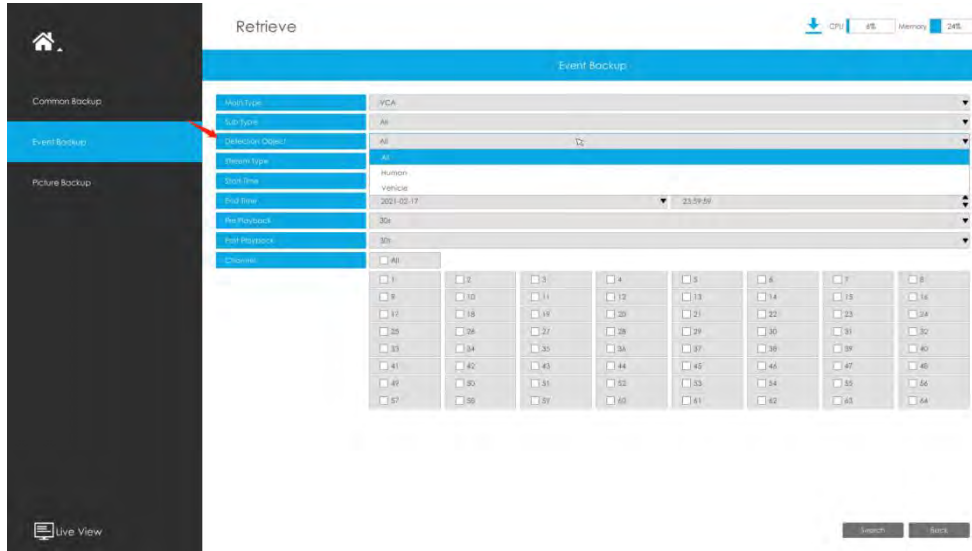 Retrieve
CPU 6% Memory 24%
Event Backup
Common Backup
Event Backup
Picture Backup
Main Type VCA
Sub Type All
Detection Object All
All
Human
Vehicle
Stream Type
Start Time
End Time 2021-02-17 23:59:59
Pre Playback 30s
Post Playback 30s
Channel All
1 2 3 4 5 6 7 8
9 10 11 12 13 14 15 16
17 18 19 20 21 22 23 24
25 26 27 28 29 30 31 32
33 34 35 36 37 38 39 40
41 42 43 44 45 46 47 48
49 50 51 52 53 54 55 56
57 58 59 60 61 62 63 64
Live View
Search Back